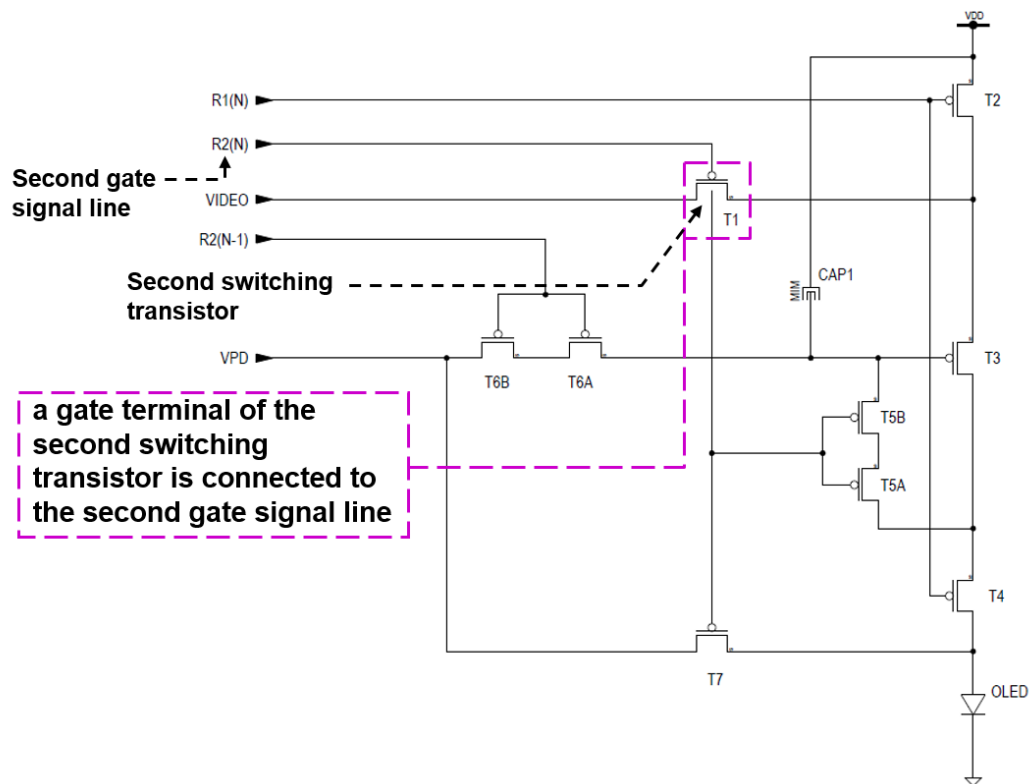 VDD
R1(N)
T2
R2(N)
Second gate
signal line
VIDEO
T1
R2(N-1)
Second switching
transistor
CAP1
MIM
VPD
T3
T6B
T6A
a gate terminal of the
second switching
transistor is connected to
the second gate signal line
T5B
T5A
T4
T7
OLED